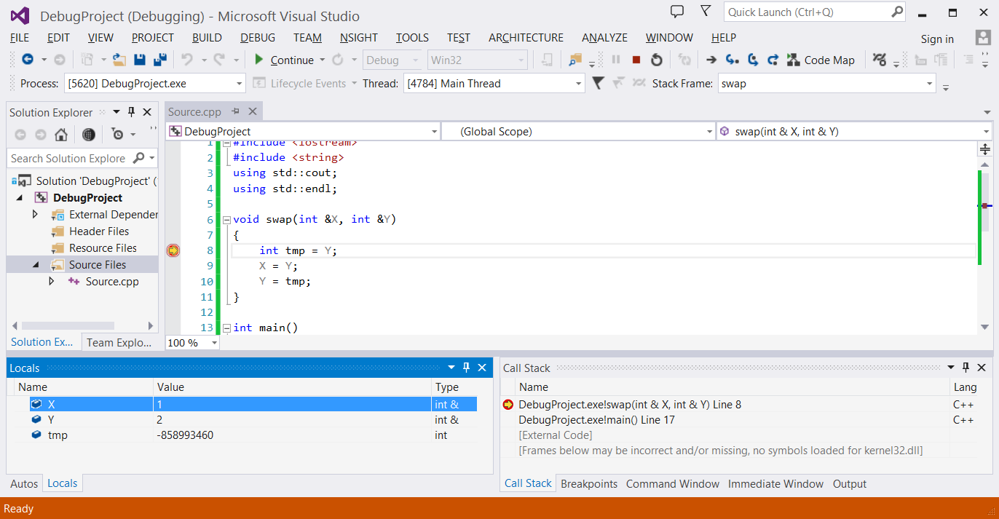 DebugProject (Debugging) - Microsoft Visual Studio
Quick Launch (Ctrl+Q)
FILE EDIT VIEW PROJECT BUILD DEBUG TEAM NSIGHT TOOLS TEST ARCHITECTURE ANALYZE WINDOW HELP Sign in
Continue Debug Win32 Code Map
Process: [5620] DebugProject.exe Lifecycle Events Thread: [4784] Main Thread Stack Frame: swap
Solution Explorer
Search Solution Explore
Solution 'DebugProject' (
DebugProject
External Depender
Header Files
Resource Files
Source Files
Source.cpp
Solution Ex... Team Explo...
Source.cpp
DebugProject (Global Scope) swap(int & X, int & Y)
1 #include <iostream>
2 #include <string>
3 using std::cout;
4 using std::endl;
5
6 void swap(int &X, int &Y)
7 {
8 int tmp = Y;
9 X = Y;
10 Y = tmp;
11 }
12
13 int main()
100 %
Locals
Name Value Type
X 1 int &
Y 2 int &
tmp -858993460 int
Autos Locals
Call Stack
Name Lang
DebugProject.exe!swap(int & X, int & Y) Line 8 C++
DebugProject.exe!main() Line 17 C++
[External Code]
[Frames below may be incorrect and/or missing, no symbols loaded for kernel32.dll]
Call Stack Breakpoints Command Window Immediate Window Output
Ready